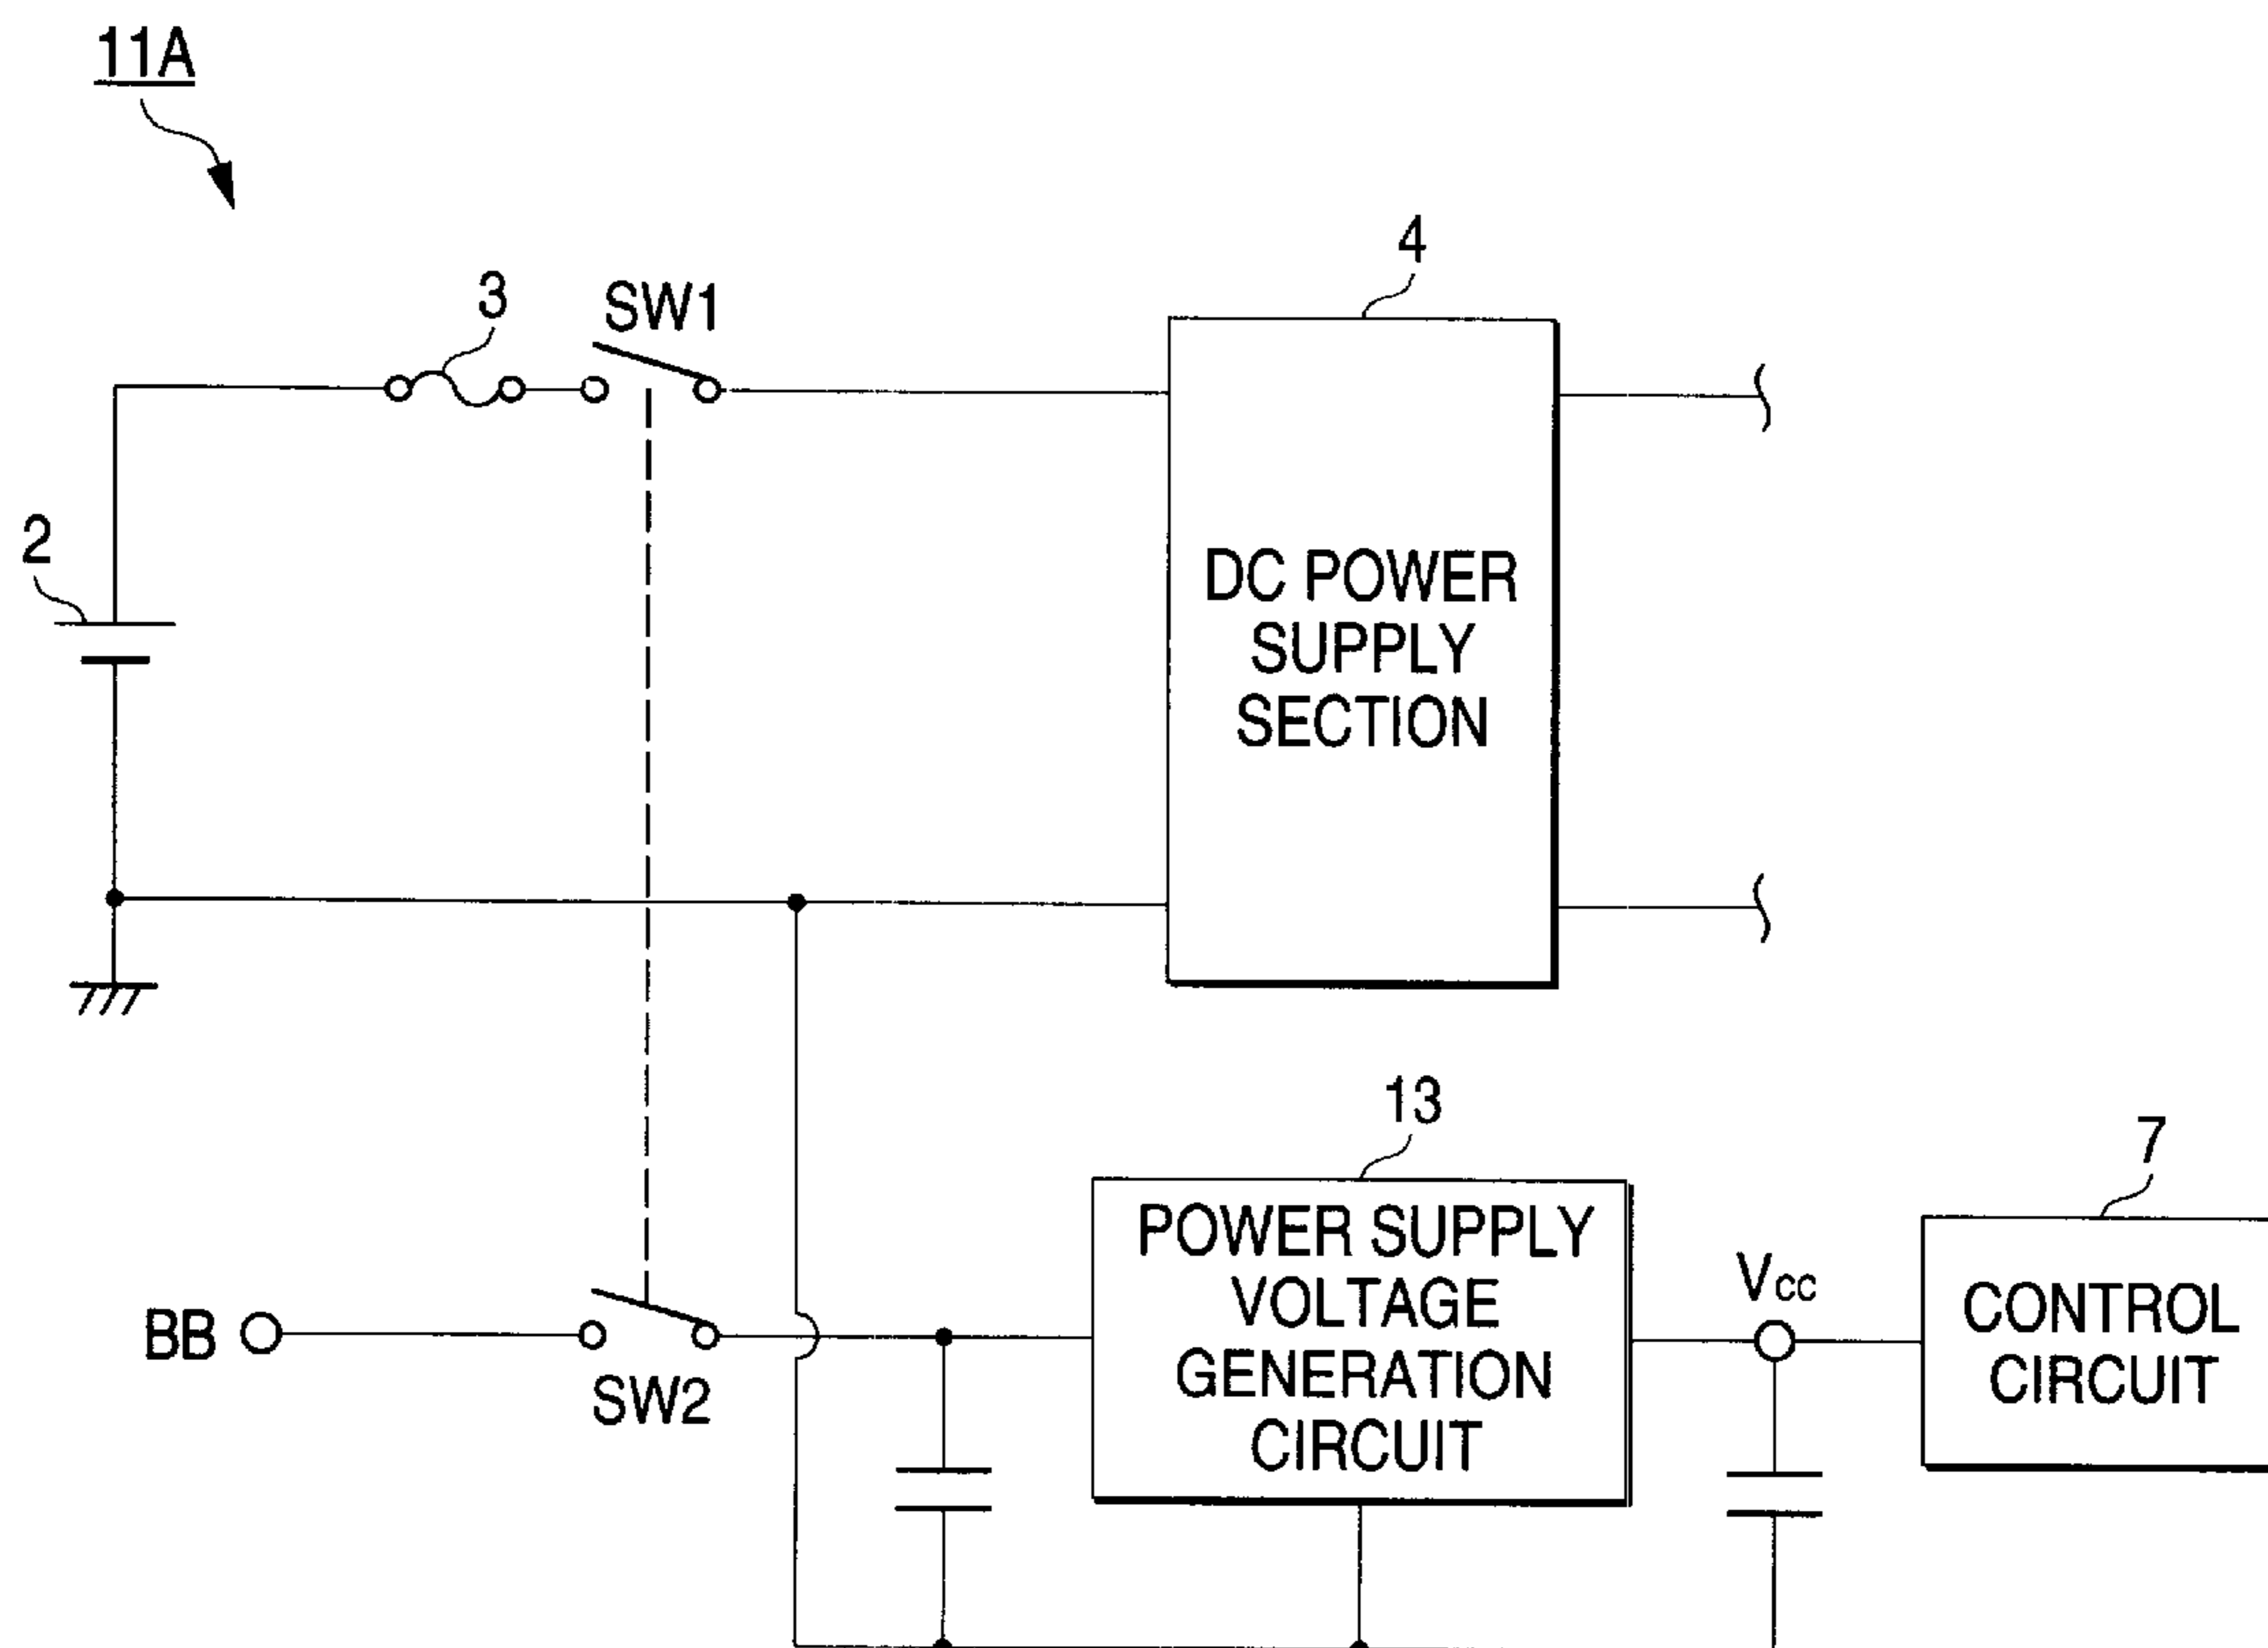 11A
4
3
SW1
2
DC POWER
SUPPLY
SECTION
13
7
POWER SUPPLY
VOLTAGE
GENERATION
CIRCUIT
Vcc
CONTROL
CIRCUIT
BB
SW2